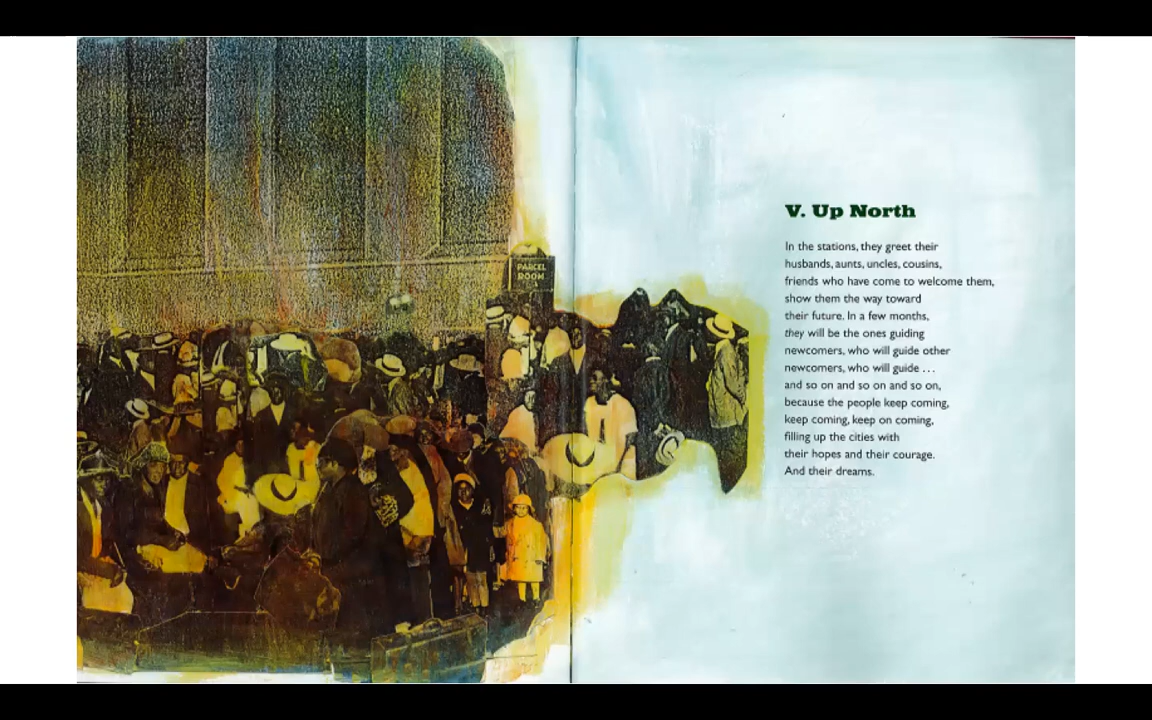 PARCEL
ROOM
V. Up North
In the stations, they greet their
husbands, aunts, uncles, cousins,
friends who have come to welcome them,
show them the way toward
their future. In a few months,
they will be the ones guiding
newcomers, who will guide other
newcomers, who will guide . . .
and so on and so on and so on,
because the people keep coming,
keep coming, keep on coming,
filling up the cities with
their hopes and their courage.
And their dreams.